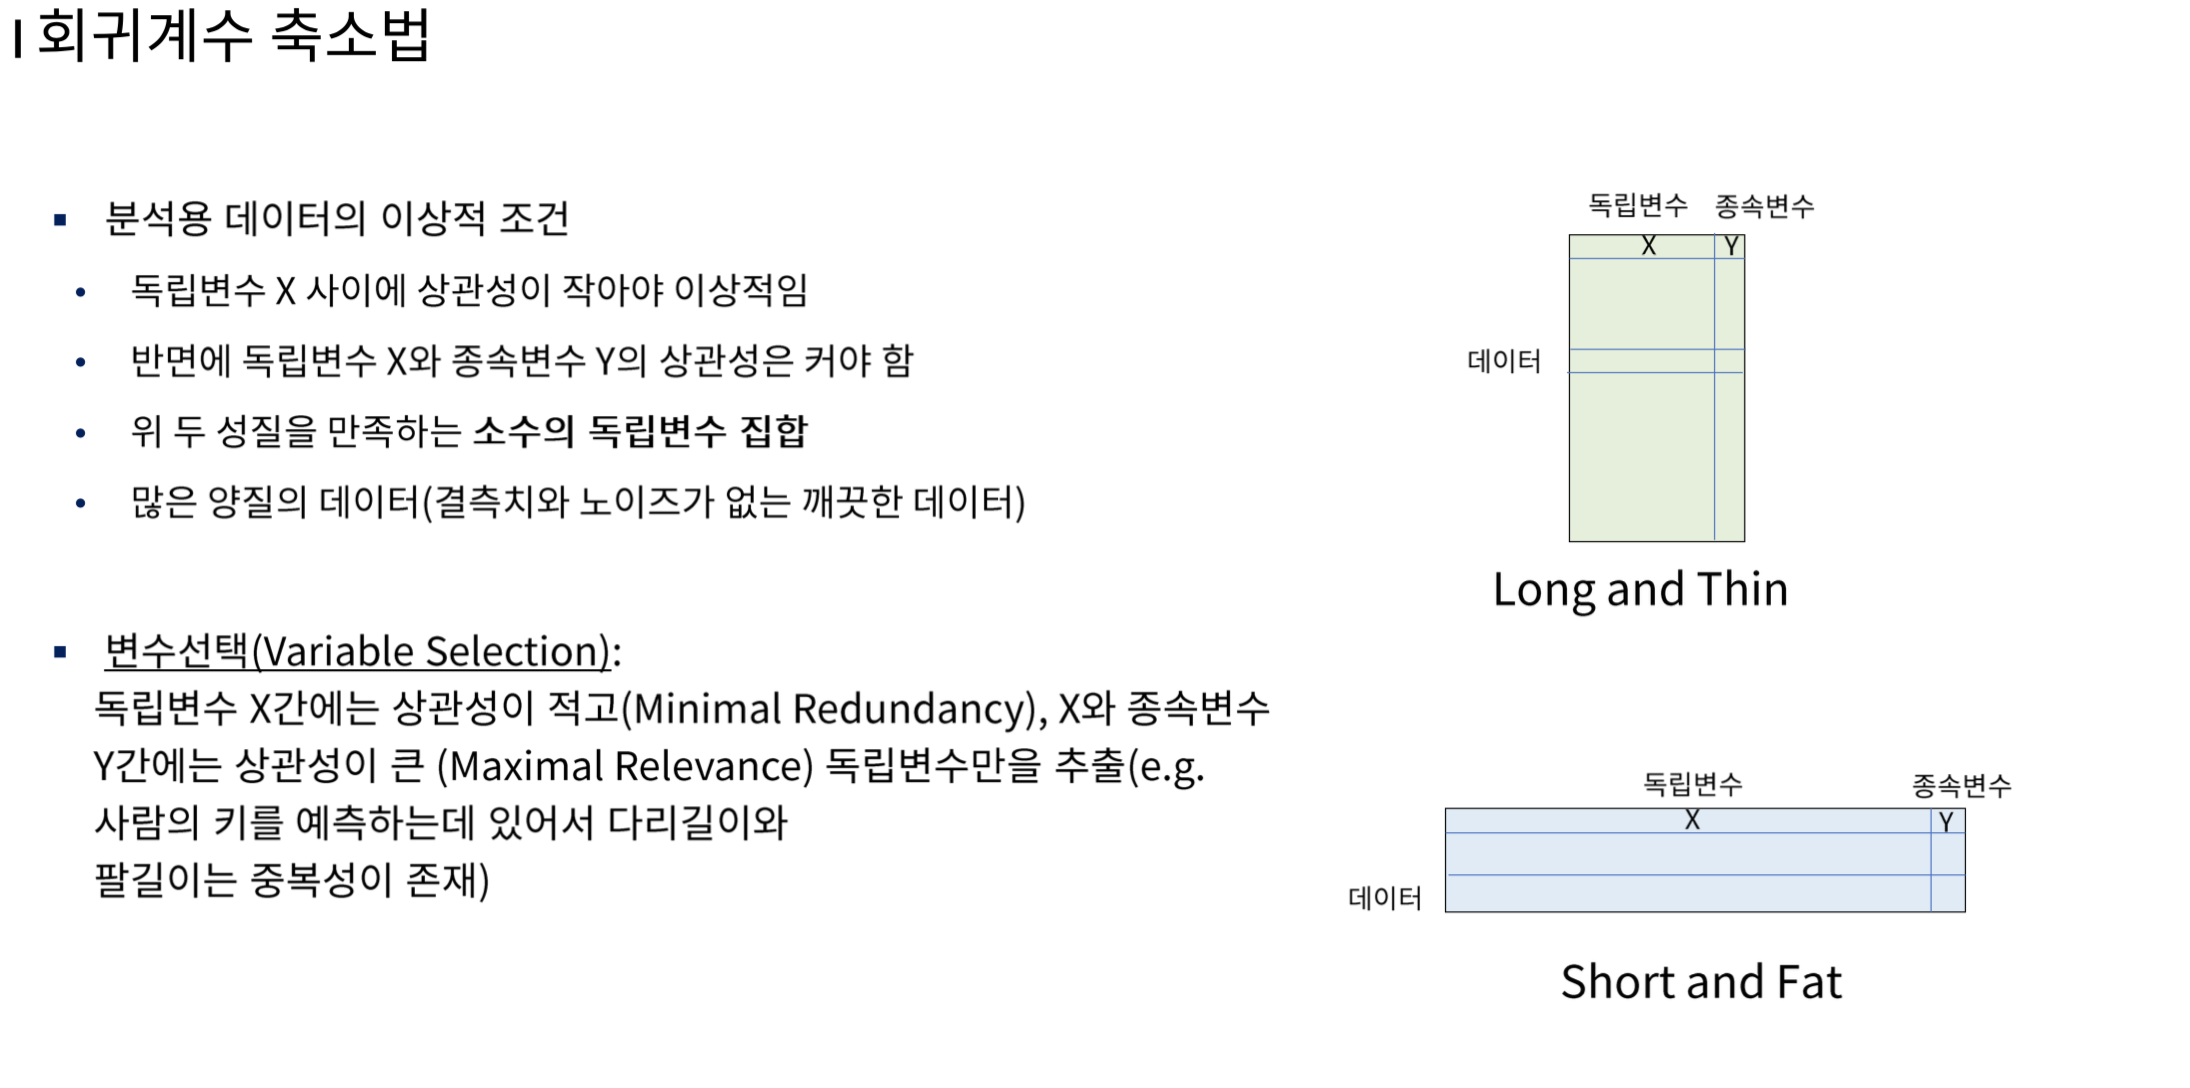 I 회귀계수 축소법
▪ 분석용 데이터의 이상적 조건
• 독립변수 X 사이에 상관성이 작아야 이상적임
• 반면에 독립변수 X와 종속변수 Y의 상관성은 커야 함
• 위 두 성질을 만족하는 소수의 독립변수 집합
• 많은 양질의 데이터(결측치와 노이즈가 없는 깨끗한 데이터)
▪ 변수선택(Variable Selection):
독립변수 X간에는 상관성이 적고(Minimal Redundancy), X와 종속변수
Y간에는 상관성이 큰 (Maximal Relevance) 독립변수만을 추출(e.g.
사람의 키를 예측하는데 있어서 다리길이와
팔길이는 중복성이 존재)
독립변수 종속변수
X Y
데이터
Long and Thin
독립변수 종속변수
X Y
데이터
Short and Fat